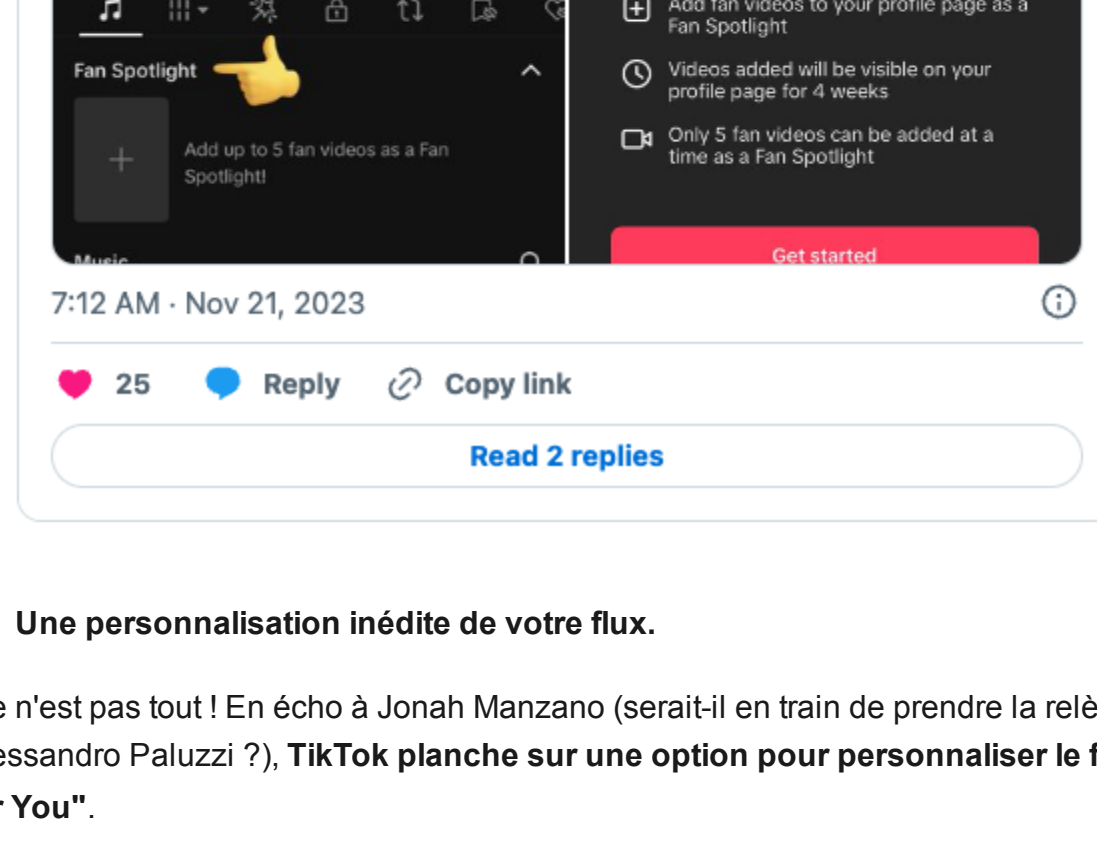 Add fan videos to your profile page as a
Fan Spotlight
Fan Spotlight
Videos added will be visible on your
profile page for 4 weeks
Add up to 5 fan videos as a Fan
Spotlight!
Only 5 fan videos can be added at a
time as a Fan Spotlight
Music
Get started
7:12 AM · Nov 21, 2023
25 Reply Copy link
Read 2 replies
Une personnalisation inédite de votre flux.
e n'est pas tout ! En écho à Jonah Manzano (serait-il en train de prendre la relè
essandro Paluzzi ?), TikTok planche sur une option pour personnaliser le f
r You".